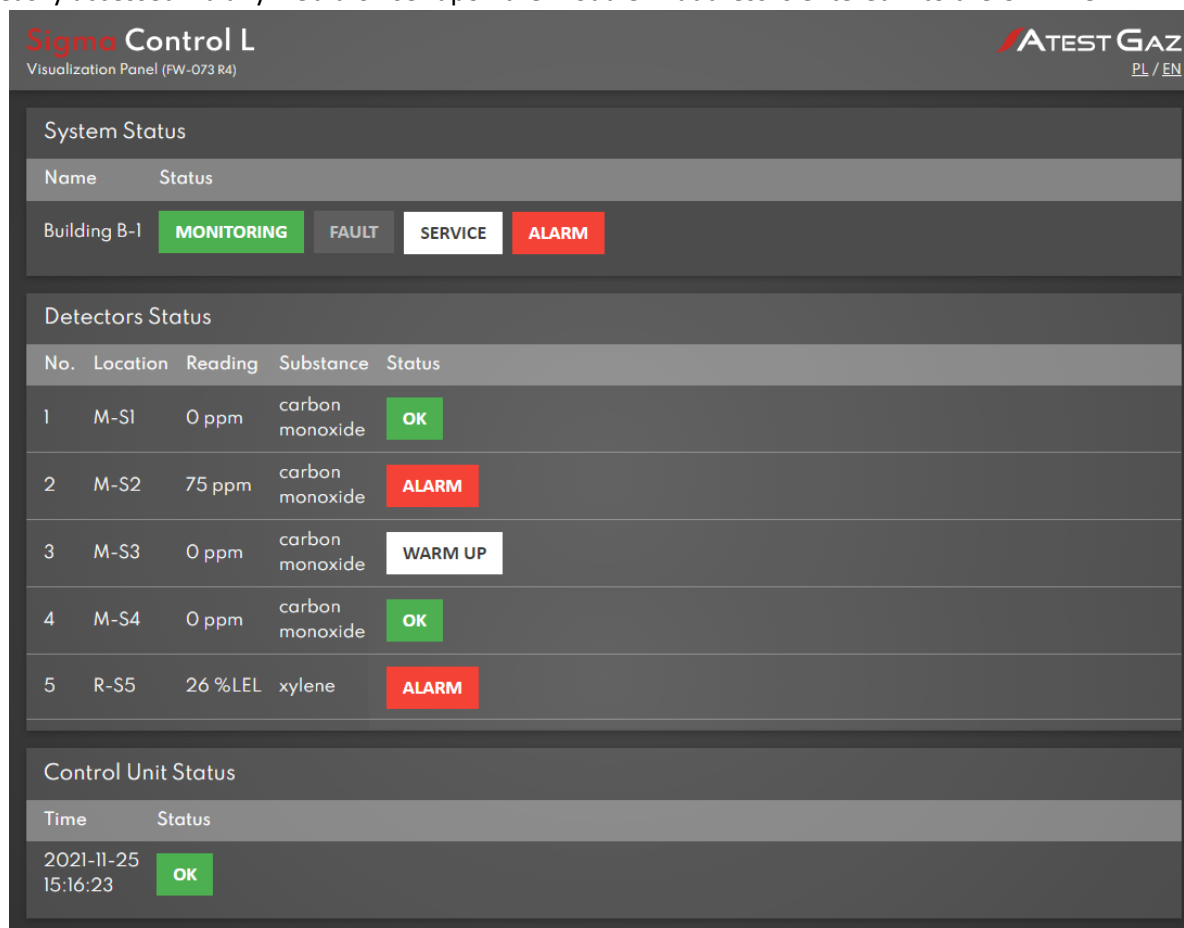 Sigma Control L
ATEST GAZ
Visualization Panel (FW-073 R4)
PL / EN
System Status
Name Status
Building B-1 MONITORING FAULT SERVICE ALARM
Detectors Status
No. Location Reading Substance Status
1 M-S1 0 ppm carbon monoxide OK
2 M-S2 75 ppm carbon monoxide ALARM
3 M-S3 0 ppm carbon monoxide WARM UP
4 M-S4 0 ppm carbon monoxide OK
5 R-S5 26 %LEL xylene ALARM
Control Unit Status
Time Status
2021-11-25
15:16:23 OK